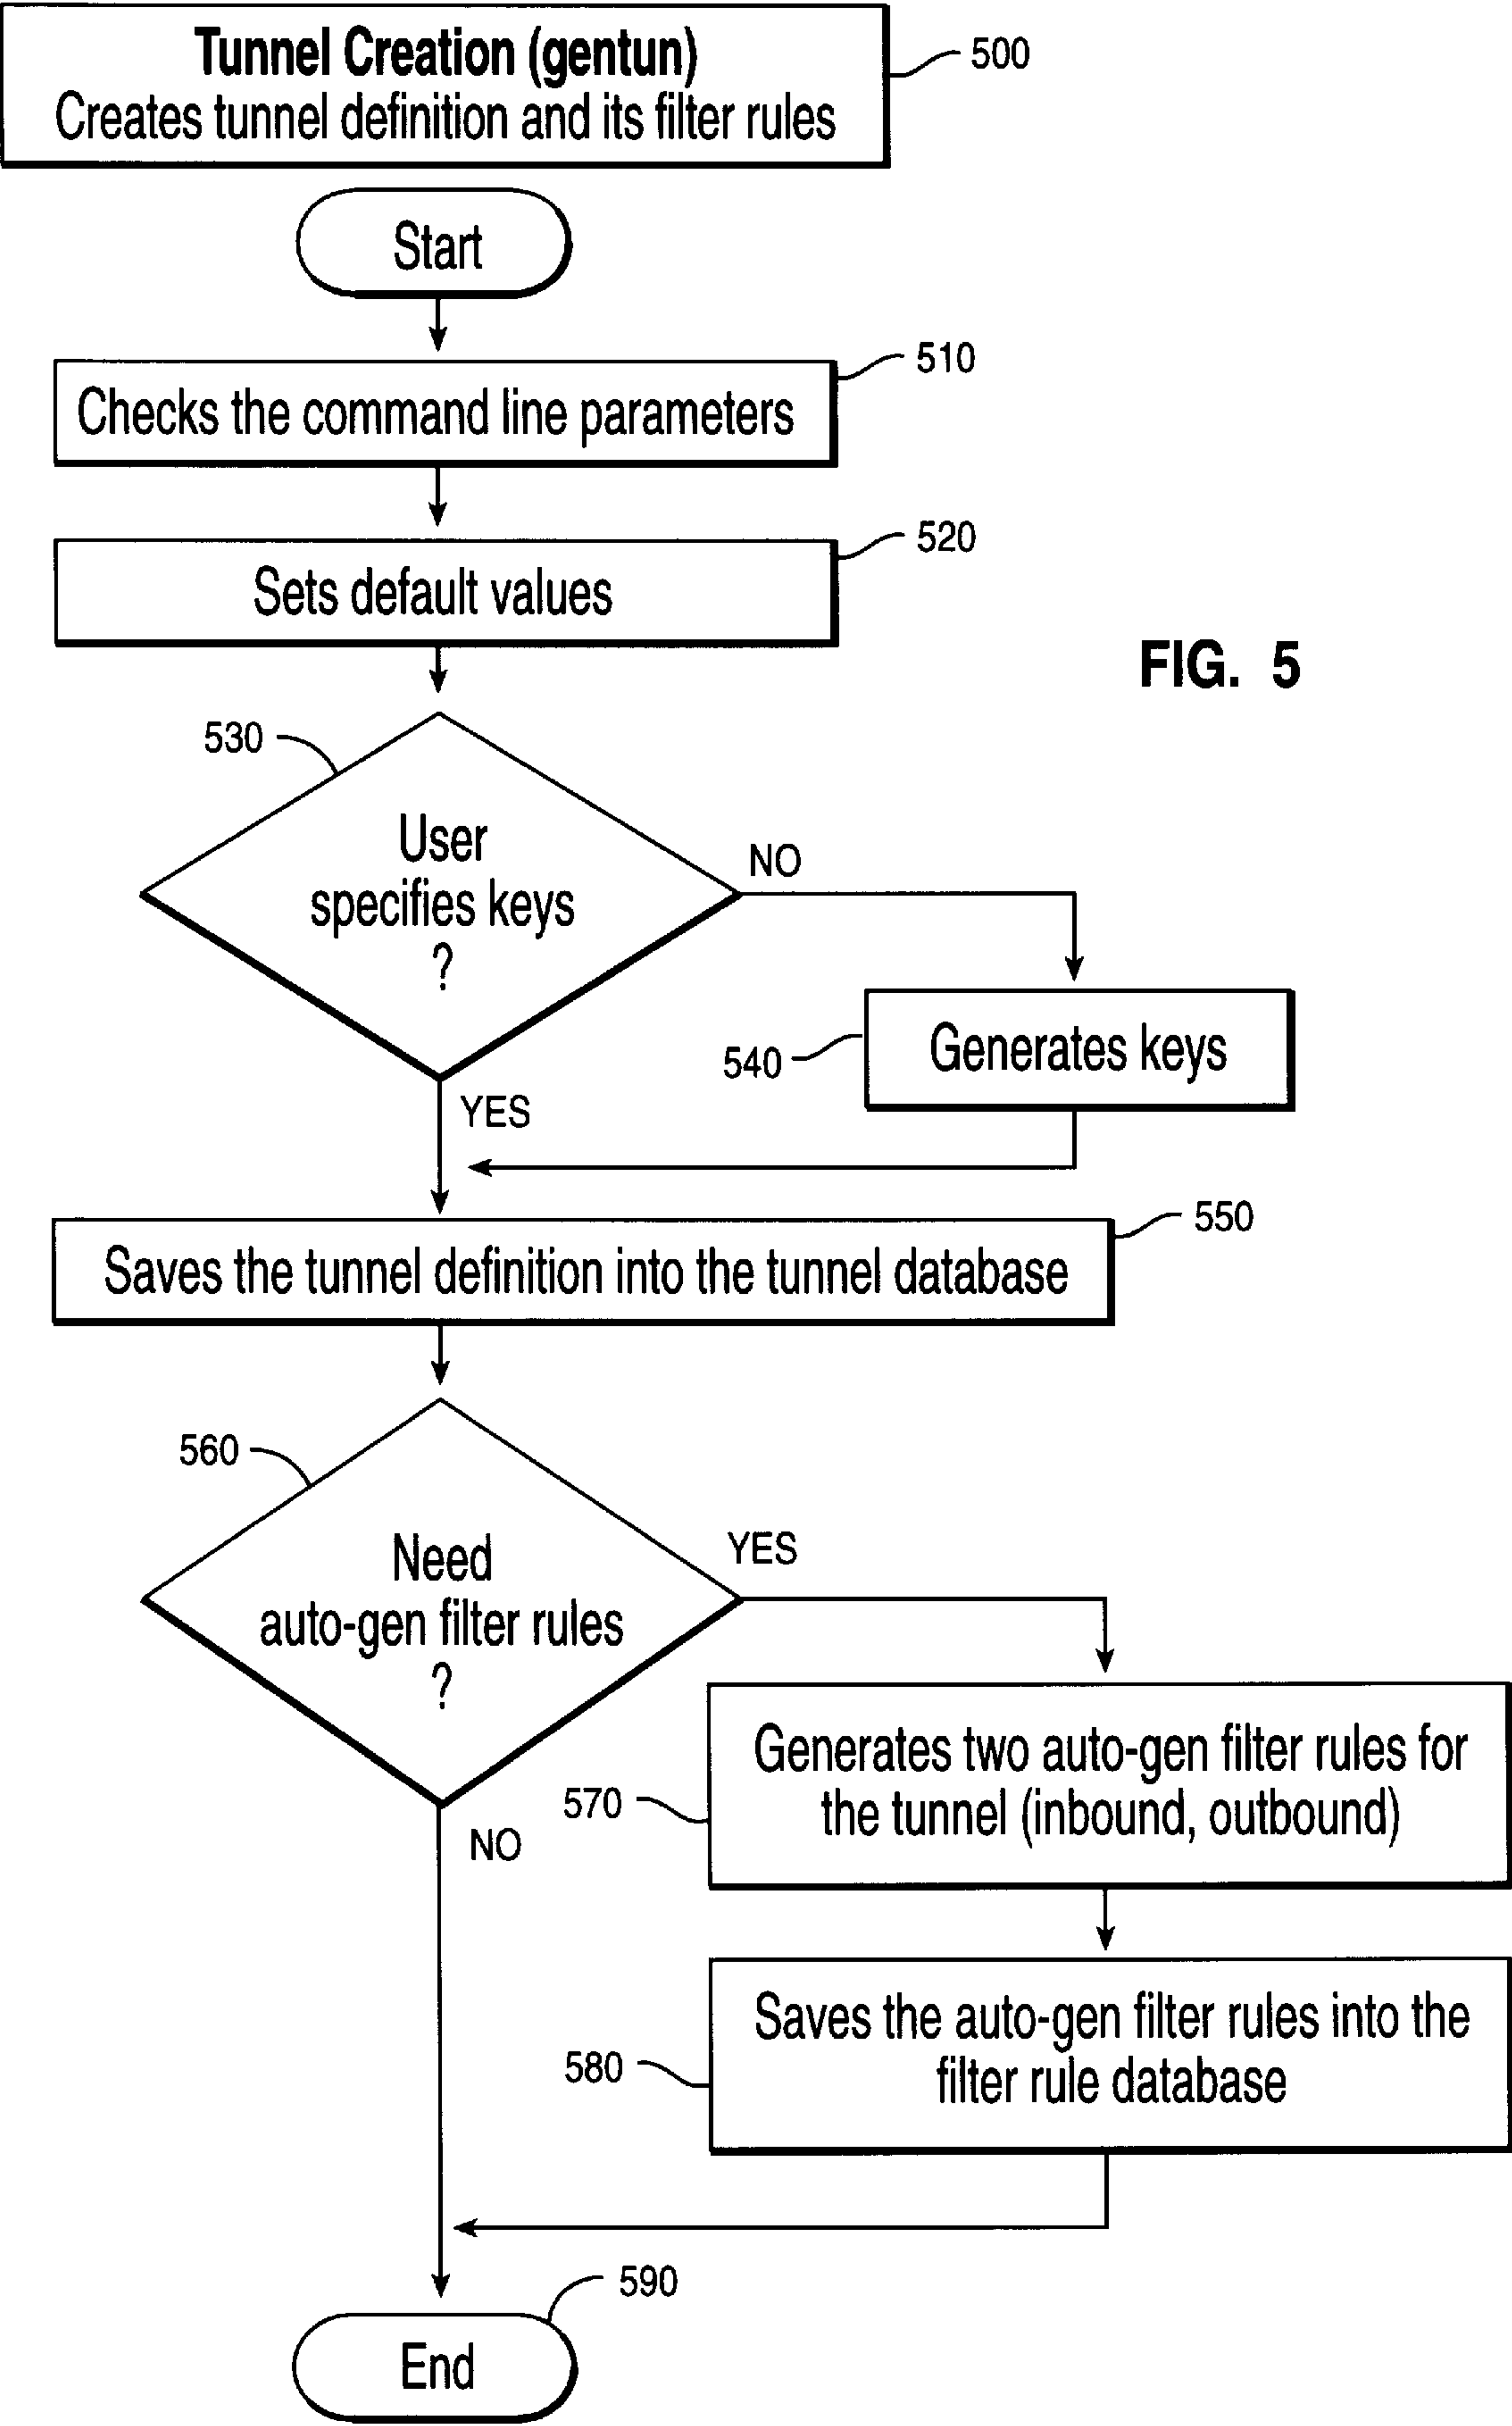 Tunnel Creation (gentun)
Creates tunnel definition and its filter rules
500
Start
510
Checks the command line parameters
520
Sets default values
FIG. 5
530
User
specifies keys
?
NO
540
Generates keys
YES
550
Saves the tunnel definition into the tunnel database
560
Need
auto-gen filter rules
?
YES
570
Generates two auto-gen filter rules for
the tunnel (inbound, outbound)
NO
580
Saves the auto-gen filter rules into the
filter rule database
590
End